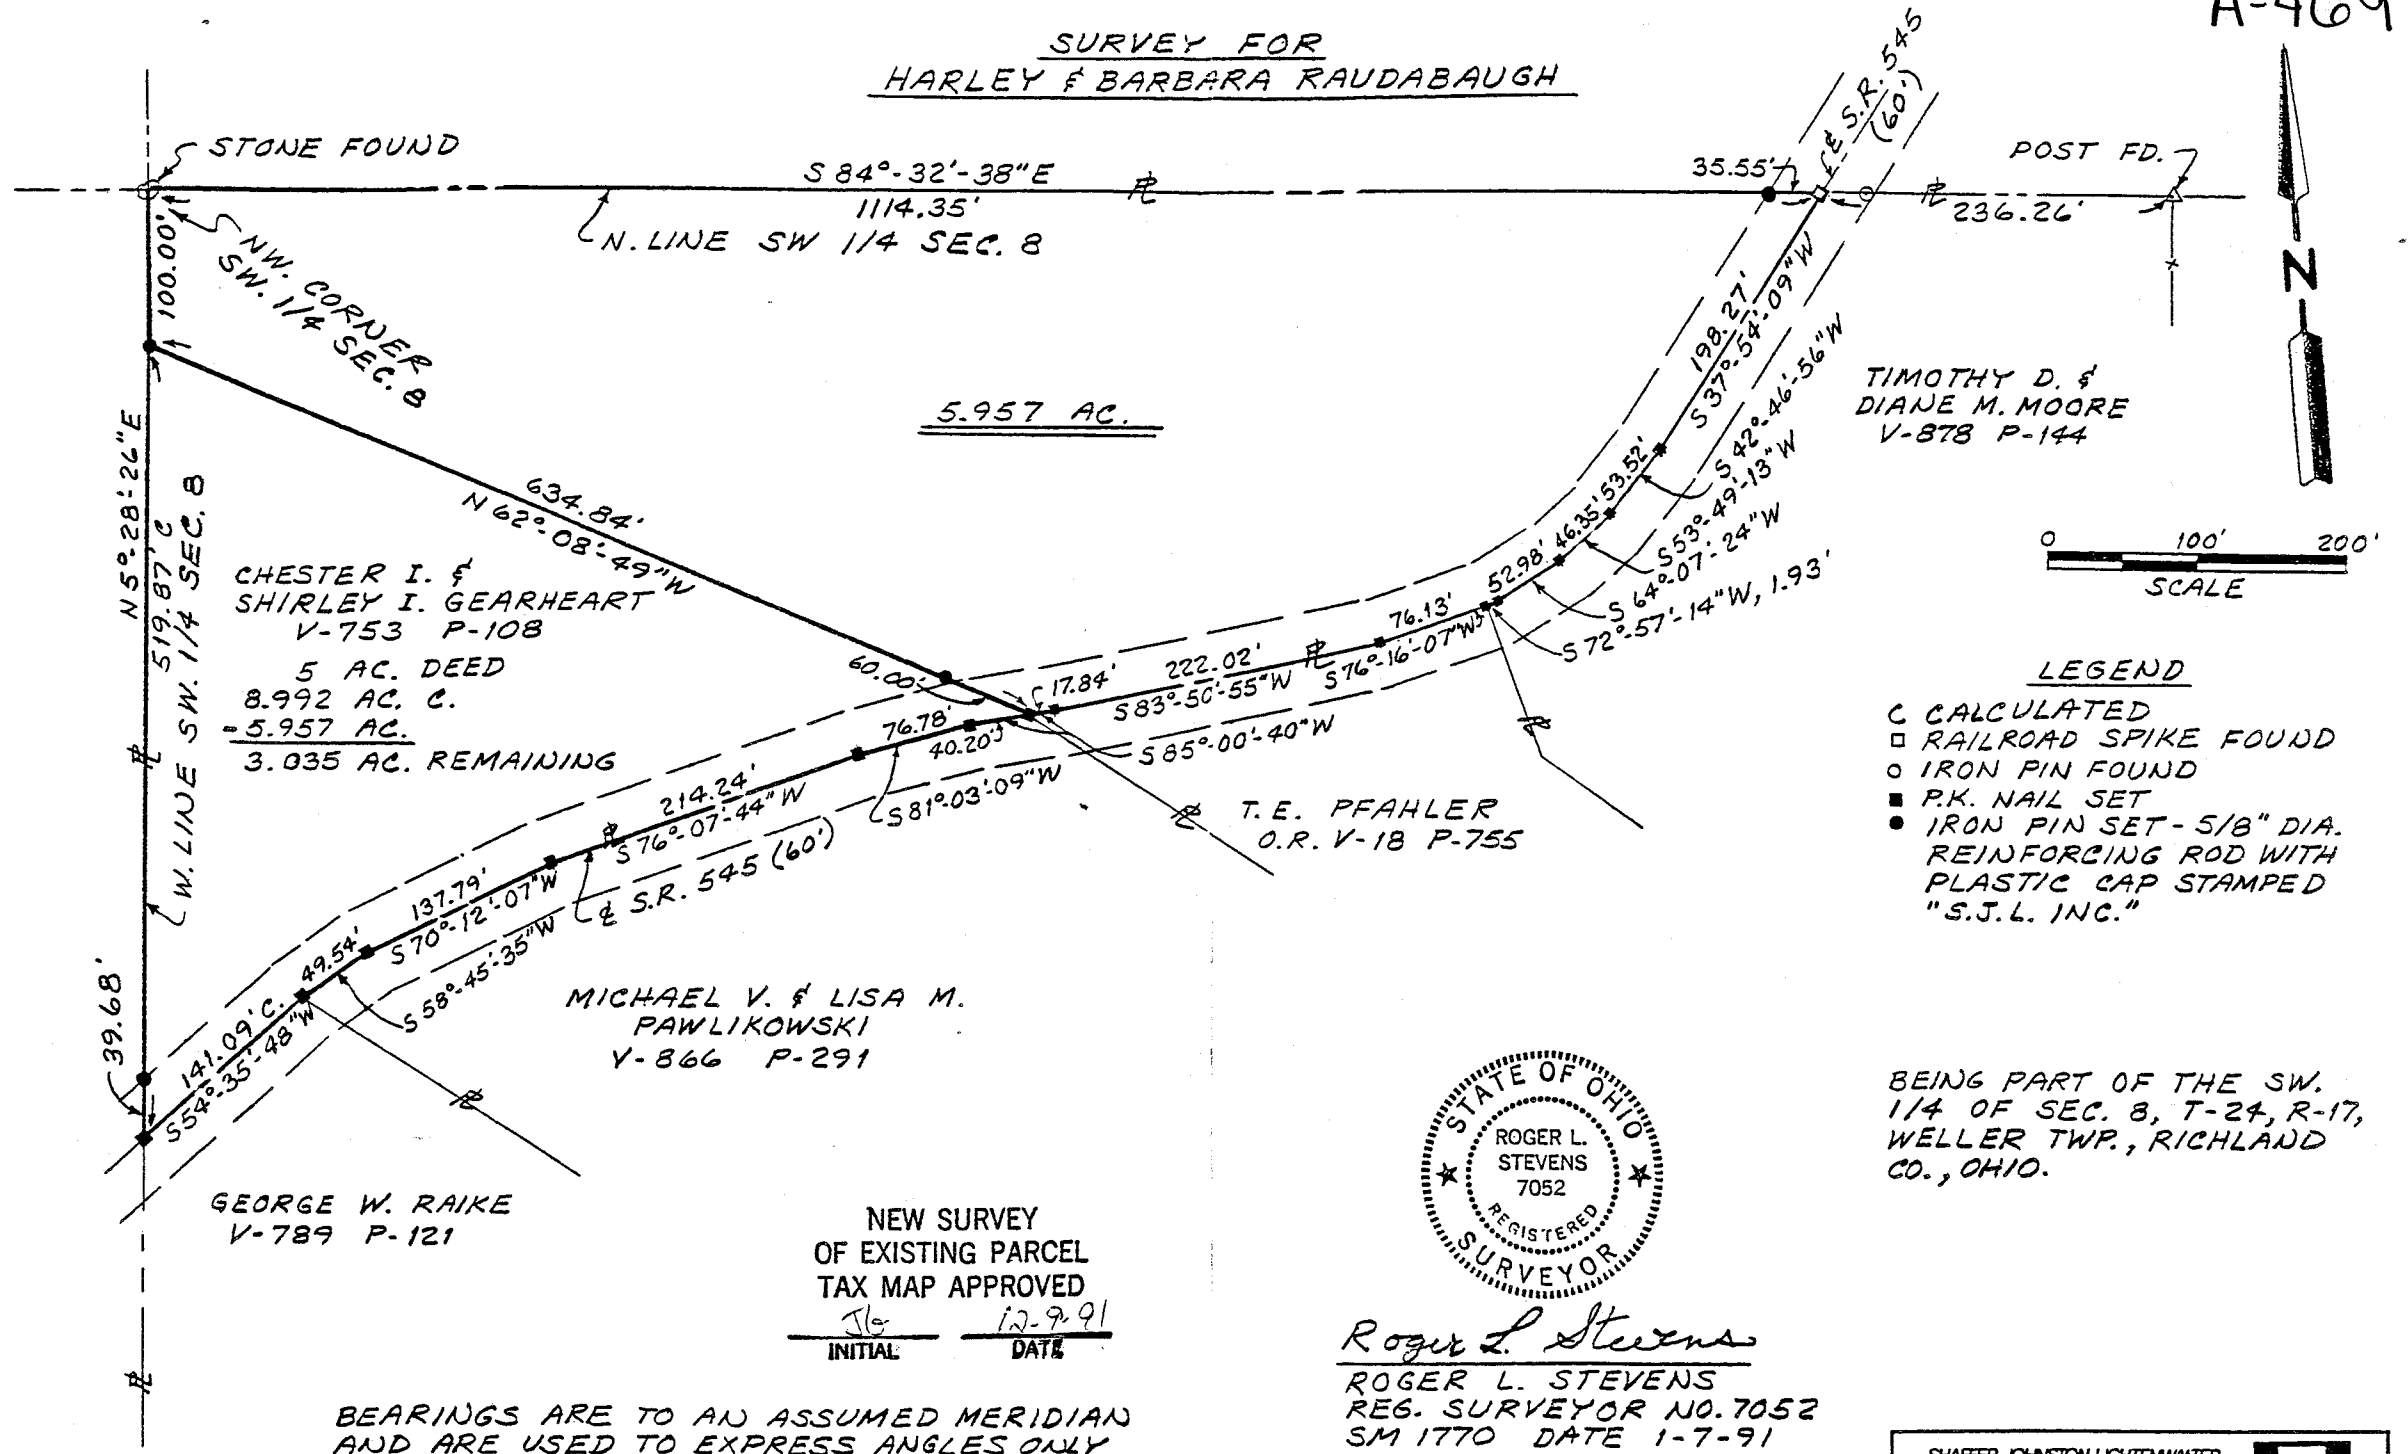 A-469
SURVEY FOR
HARLEY & BARBARA RAUDABAUGH
STONE FOUND
S 84°-32'-38"E
1114.35'
N. LINE SW 1/4 SEC. 8
35.55'
℄ S.R. 545
(60')
POST FD.
236.26'
100.00'
NW. CORNER
SW. 1/4 SEC. 8
N
5.957 AC.
198.27'
S 37°-54'-09"W
S 42°-46'-56"W
53.52'
S 53°-49'-13"W
46.35'
S 64°-07'-24"W
52.98'
S 72°-57'-14"W, 1.93'
TIMOTHY D. &
DIANE M. MOORE
V-878 P-144
0 100' 200'
SCALE
N 5°-28'-26"E
519.87' C
W. LINE SW. 1/4 SEC. 8
634.84'
N 62°-08'-49"W
CHESTER I. &
SHIRLEY I. GEARHEART
V-753 P-108
5 AC. DEED
8.992 AC. C.
-5.957 AC.
3.035 AC. REMAINING
60.00'
17.84'
222.02'
S 83°-50'-55"W
76.13'
S 76°-16'-07"W
76.78'
40.20'
S 85°-00'-40"W
S 81°-03'-09"W
214.24'
S 76°-07'-44"W
℄ S.R. 545 (60')
137.79'
S 70°-12'-07"W
49.54'
S 58°-45'-35"W
141.09' C.
S 54°-35'-48"W
39.68'
T. E. PFAHLER
O.R. V-18 P-755
LEGEND
C CALCULATED
□ RAILROAD SPIKE FOUND
○ IRON PIN FOUND
■ P.K. NAIL SET
● IRON PIN SET - 5/8" DIA.
REINFORCING ROD WITH
PLASTIC CAP STAMPED
"S.J.L. INC."
MICHAEL V. & LISA M.
PAWLIKOWSKI
V-866 P-291
GEORGE W. RAIKE
V-789 P-121
NEW SURVEY
OF EXISTING PARCEL
TAX MAP APPROVED
12-9-91
INITIAL DATE
STATE OF OHIO
ROGER L.
STEVENS
7052
REGISTERED
SURVEYOR
BEING PART OF THE SW.
1/4 OF SEC. 8, T-24, R-17,
WELLER TWP., RICHLAND
CO., OHIO.
Roger L. Stevens
ROGER L. STEVENS
REG. SURVEYOR NO. 7052
SM 1770 DATE 1-7-91
BEARINGS ARE TO AN ASSUMED MERIDIAN
AND ARE USED TO EXPRESS ANGLES ONLY